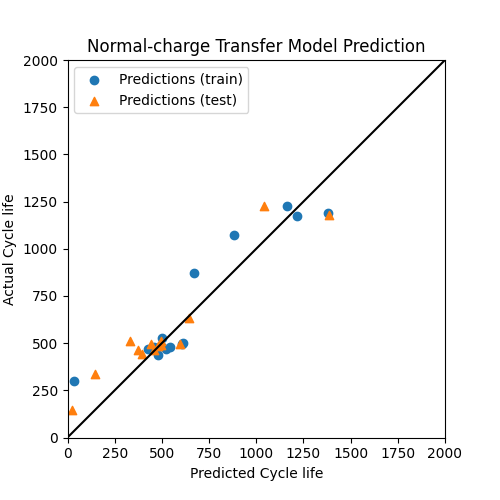 Normal-charge Transfer Model Prediction
Predictions (train)
Predictions (test)
Actual Cycle life
2000
1750
1500
1250
1000
750
500
250
0
0 250 500 750 1000 1250 1500 1750 2000
Predicted Cycle life